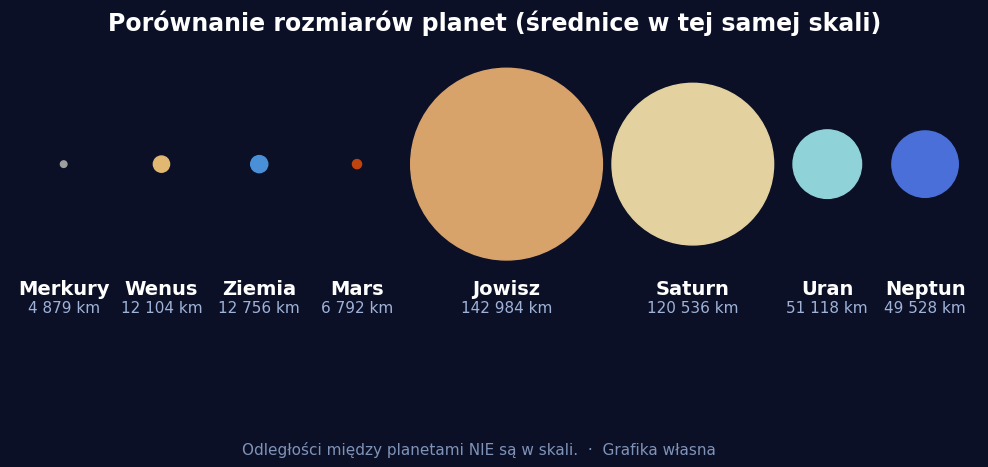 Porównanie rozmiarów planet (średnice w tej samej skali)
Merkury Wenus Ziemia Mars Jowisz Saturn Uran Neptun
4 879 km 12 104 km 12 756 km 6 792 km 142 984 km 120 536 km 51 118 km 49 528 km
Odległości między planetami NIE są w skali. · Grafika własna